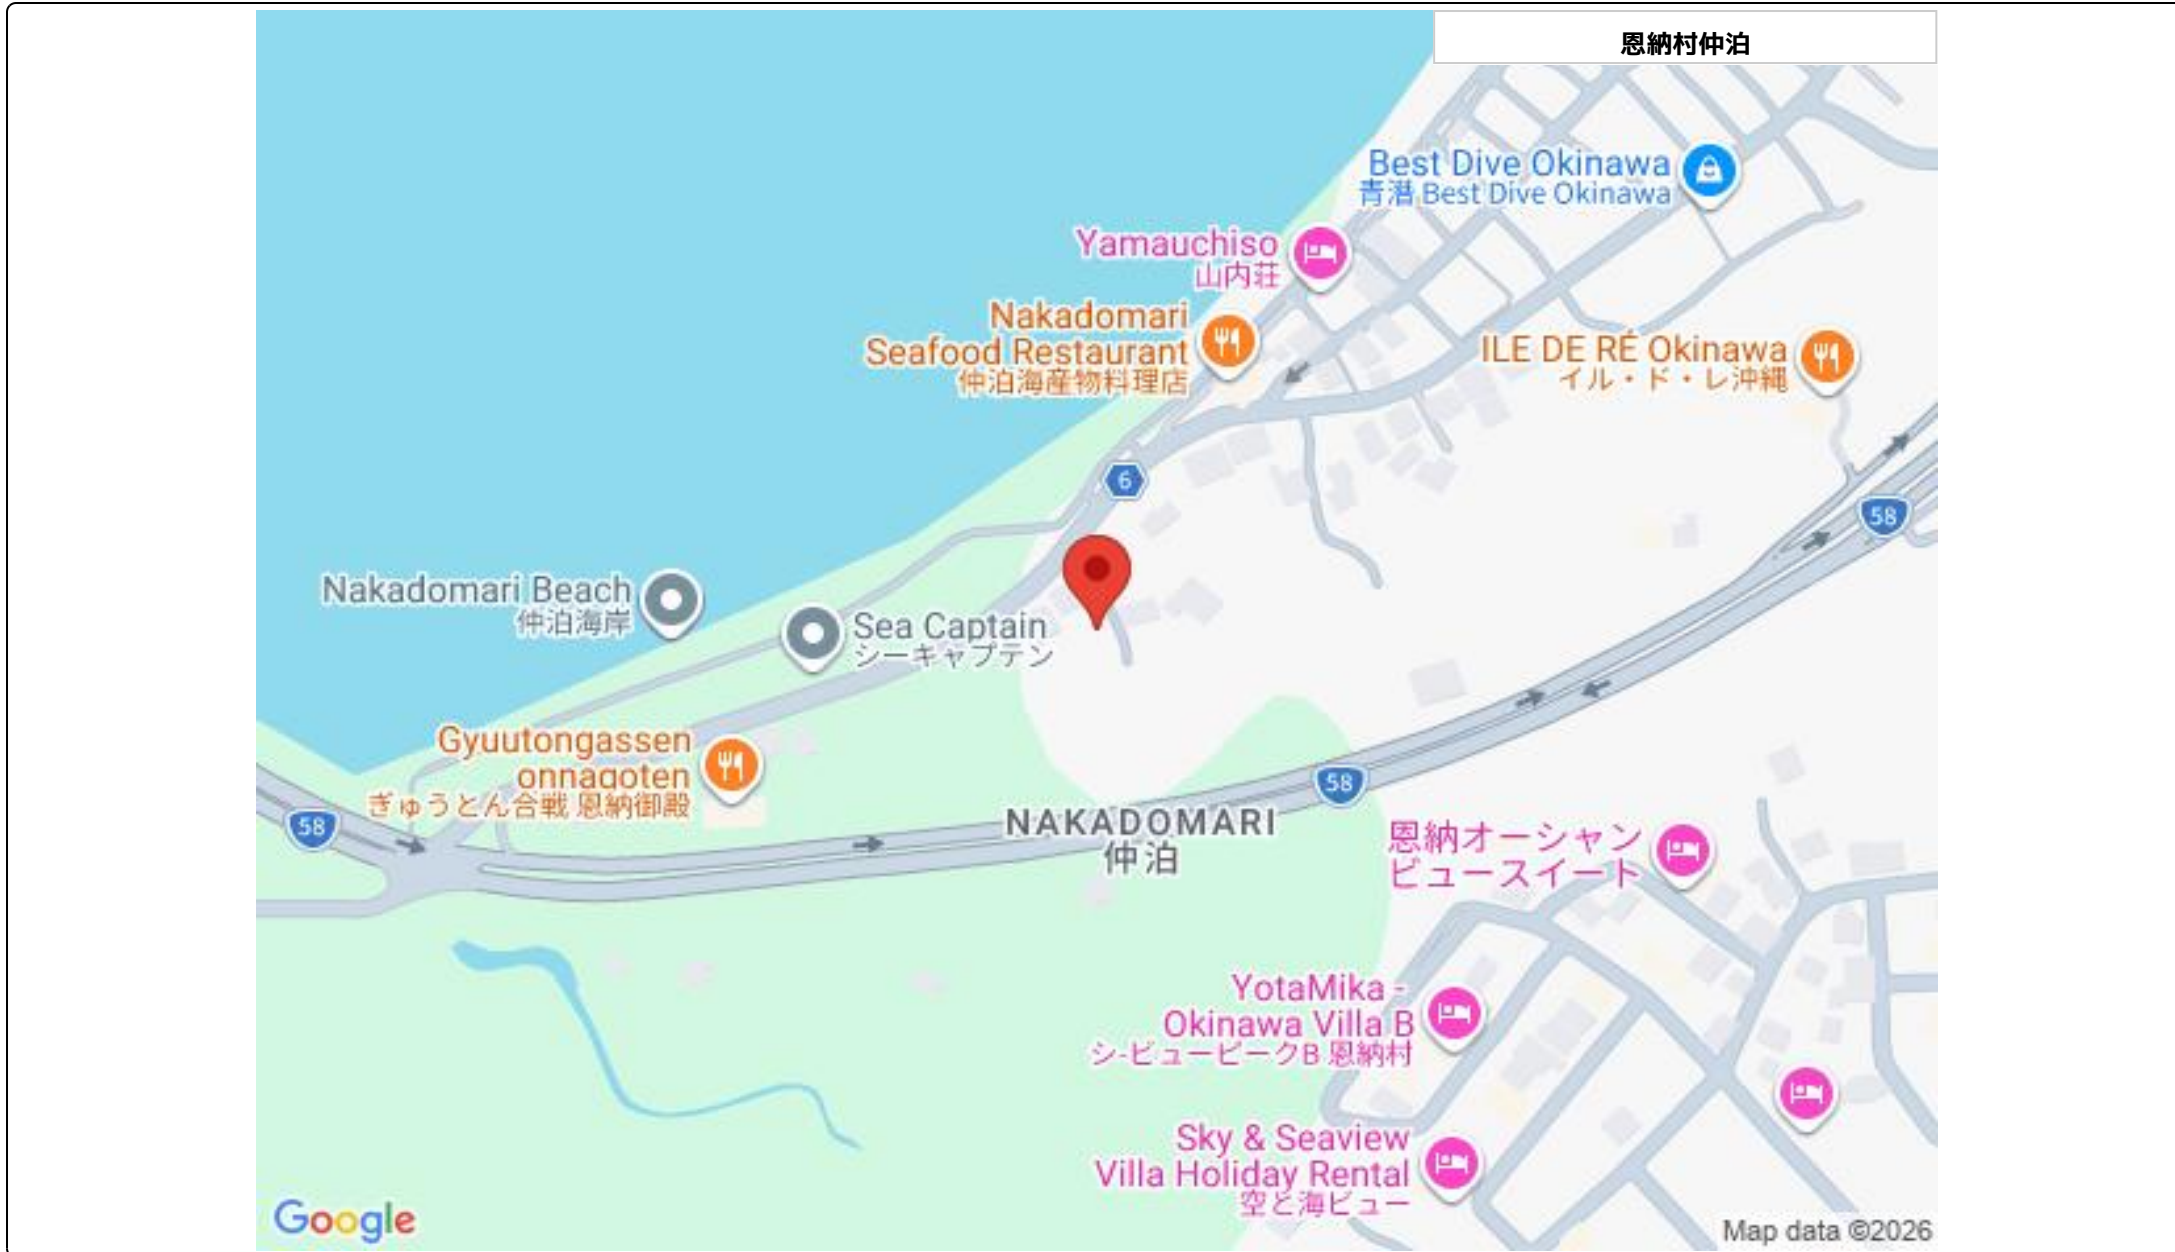 恩納村仲泊
Best Dive Okinawa
青潜 Best Dive Okinawa
Yamauchiso
山内荘
Nakadomari
Seafood Restaurant
仲泊海産物料理店
ILE DE RÉ Okinawa
イル・ド・レ沖縄
6
58
Nakadomari Beach
仲泊海岸
Sea Captain
シーキャプテン
Gyuutongassen
onnagoten
ぎゅうとん合戦 恩納御殿
58
58
NAKADOMARI
仲泊
恩納オーシャン
ビュースイート
YotaMika -
Okinawa Villa B
シ-ビューピークB 恩納村
Sky & Seaview
Villa Holiday Rental
空と海ビュー
Google
Map data ©2026